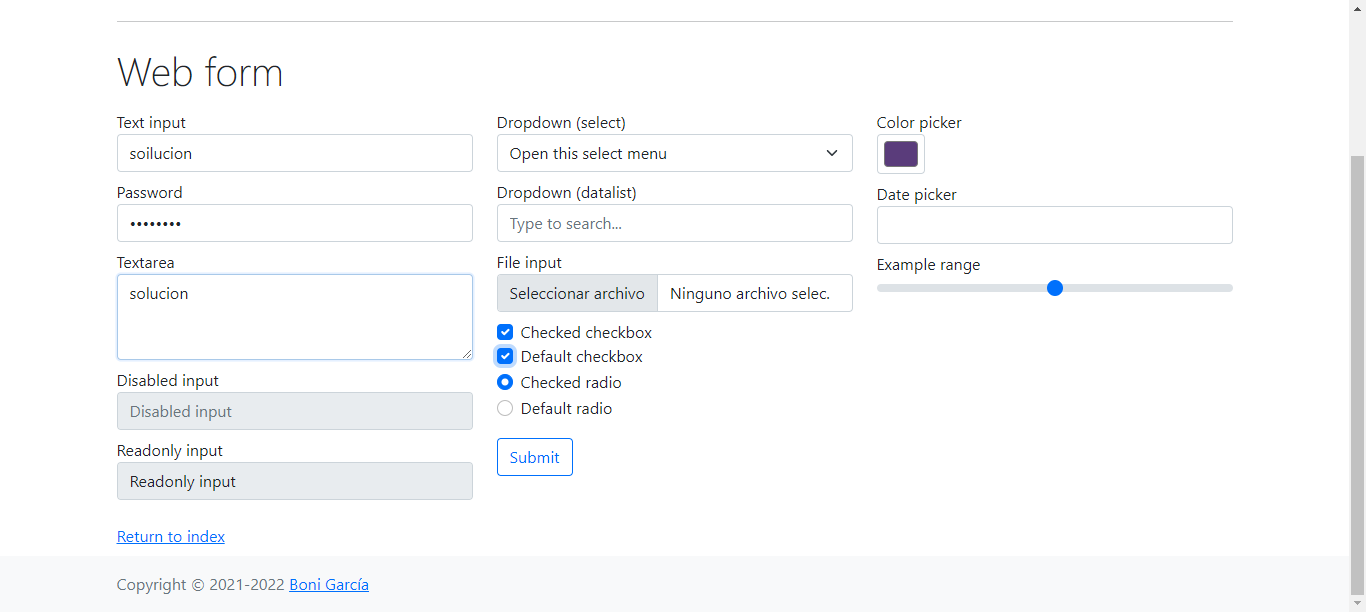 Web form
Text input
soilucion
Password
••••••••
Textarea
solucion
Disabled input
Disabled input
Readonly input
Readonly input
Dropdown (select)
Open this select menu
Dropdown (datalist)
Type to search...
File input
Seleccionar archivo Ninguno archivo selec.
Checked checkbox
Default checkbox
Checked radio
Default radio
Submit
Color picker
Date picker
Example range
Return to index
Copyright © 2021-2022 Boni García